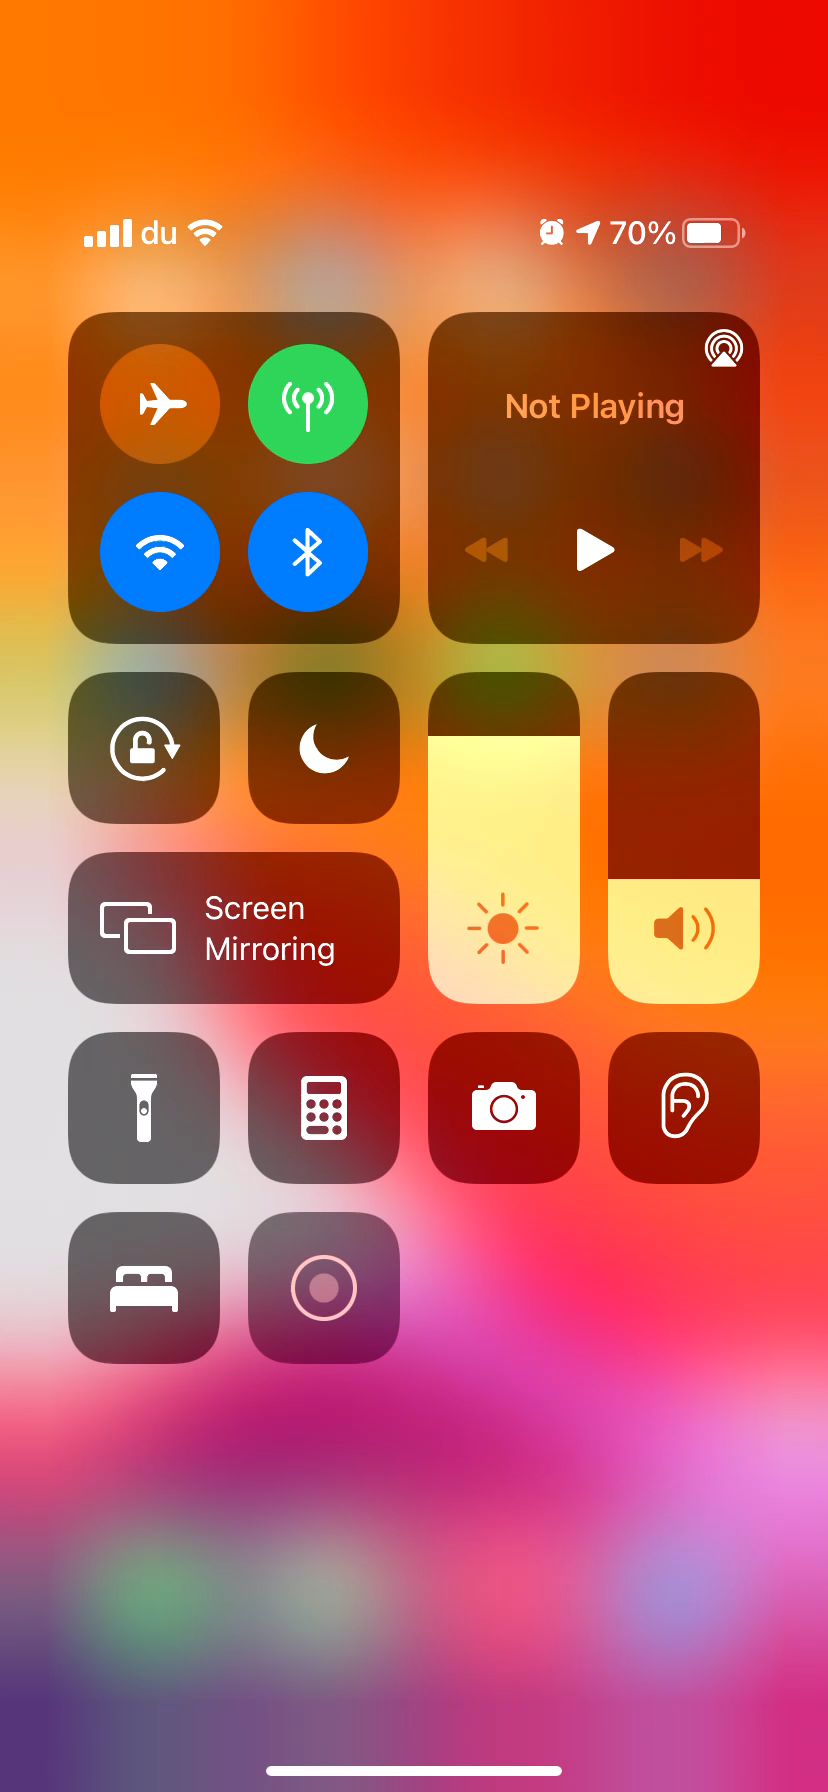 du
70%
Not Playing
Screen
Mirroring